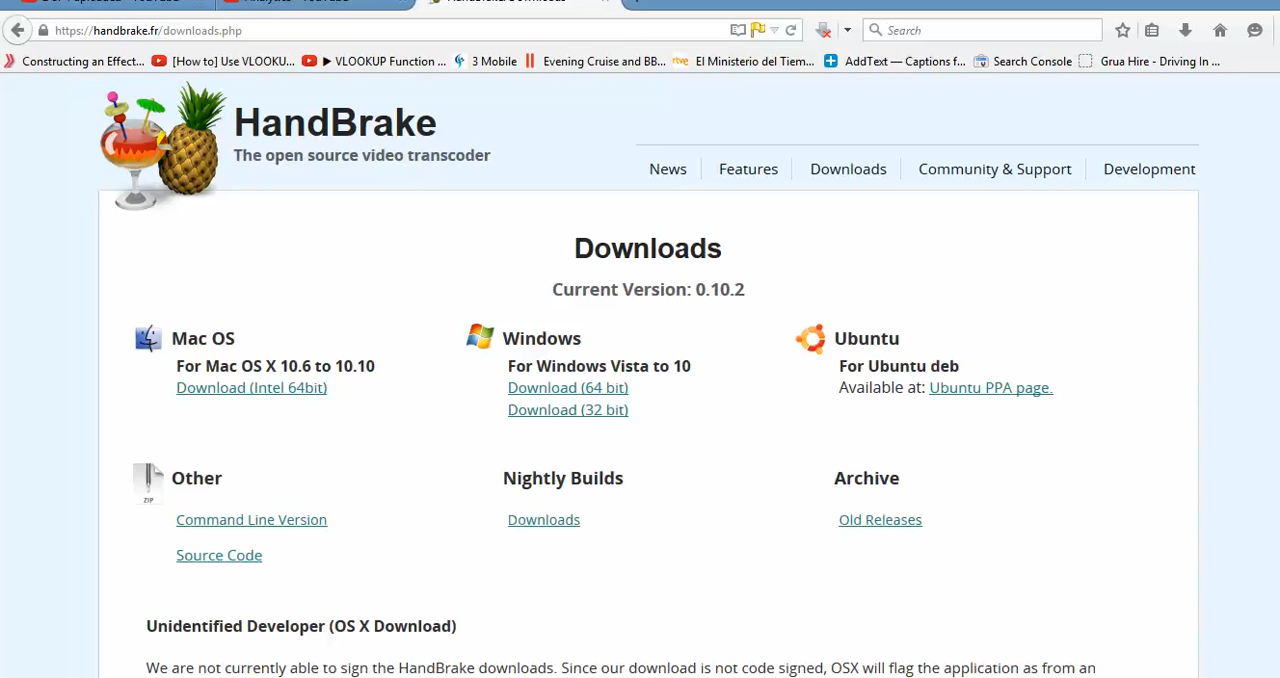 https://handbrake.fr/downloads.php
Search
Constructing an Effect... [How to] Use VLOOKU... ▶ VLOOKUP Function ... 3 Mobile Evening Cruise and BB... rtve El Ministerio del Tiem... AddText — Captions f... Search Console Grua Hire - Driving In ...
HandBrake
The open source video transcoder
News Features Downloads Community & Support Development
Downloads
Current Version: 0.10.2
Mac OS
For Mac OS X 10.6 to 10.10
Download (Intel 64bit)
Windows
For Windows Vista to 10
Download (64 bit)
Download (32 bit)
Ubuntu
For Ubuntu deb
Available at: Ubuntu PPA page.
ZIP
Other
Command Line Version
Source Code
Nightly Builds
Downloads
Archive
Old Releases
Unidentified Developer (OS X Download)
We are not currently able to sign the HandBrake downloads. Since our download is not code signed, OSX will flag the application as from an